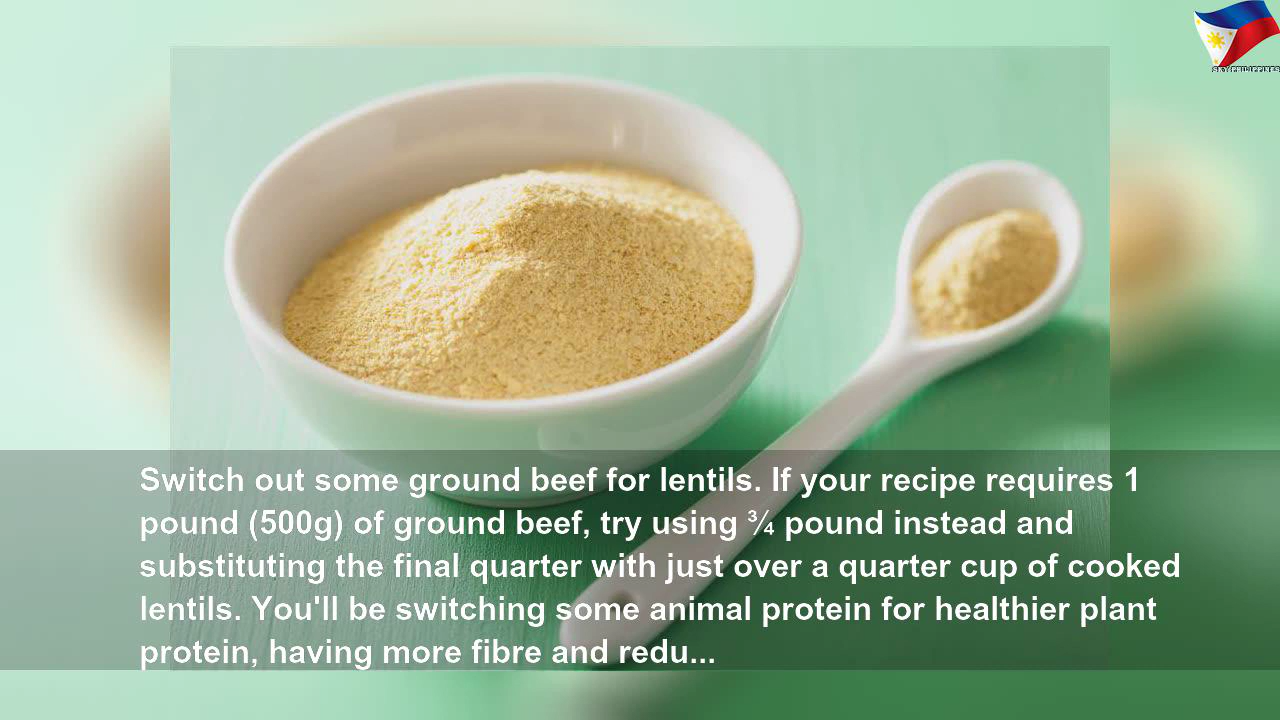 SKY PHILIPPINES
Switch out some ground beef for lentils. If your recipe requires 1
pound (500g) of ground beef, try using ¾ pound instead and
substituting the final quarter with just over a quarter cup of cooked
lentils. You'll be switching some animal protein for healthier plant
protein, having more fibre and redu...